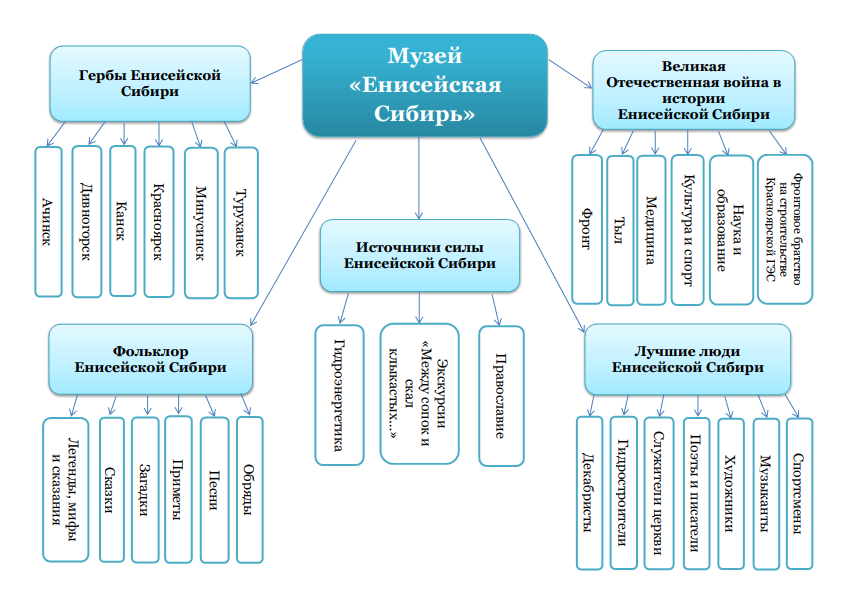 Музей
«Енисейская
Сибирь»
Гербы Енисейской
Сибири
Ачинск
Дивногорск
Канск
Красноярск
Минусинск
Туруханск
Великая
Отечественная война в
истории
Енисейской Сибири
Фронт
Тыл
Медицина
Культура и спорт
Наука и
образование
Фронтовое братство
на строительстве
Красноярской ГЭС
Источники силы
Енисейской Сибири
Гидроэнергетика
Экскурсии
«Между сопок и
скал
клыкастых...»
Православие
Фольклор
Енисейской Сибири
Легенды, мифы
и сказания
Сказки
Загадки
Приметы
Песни
Обряды
Лучшие люди
Енисейской Сибири
Декабристы
Гидростроители
Служители церкви
Поэты и писатели
Художники
Музыканты
Спортсмены